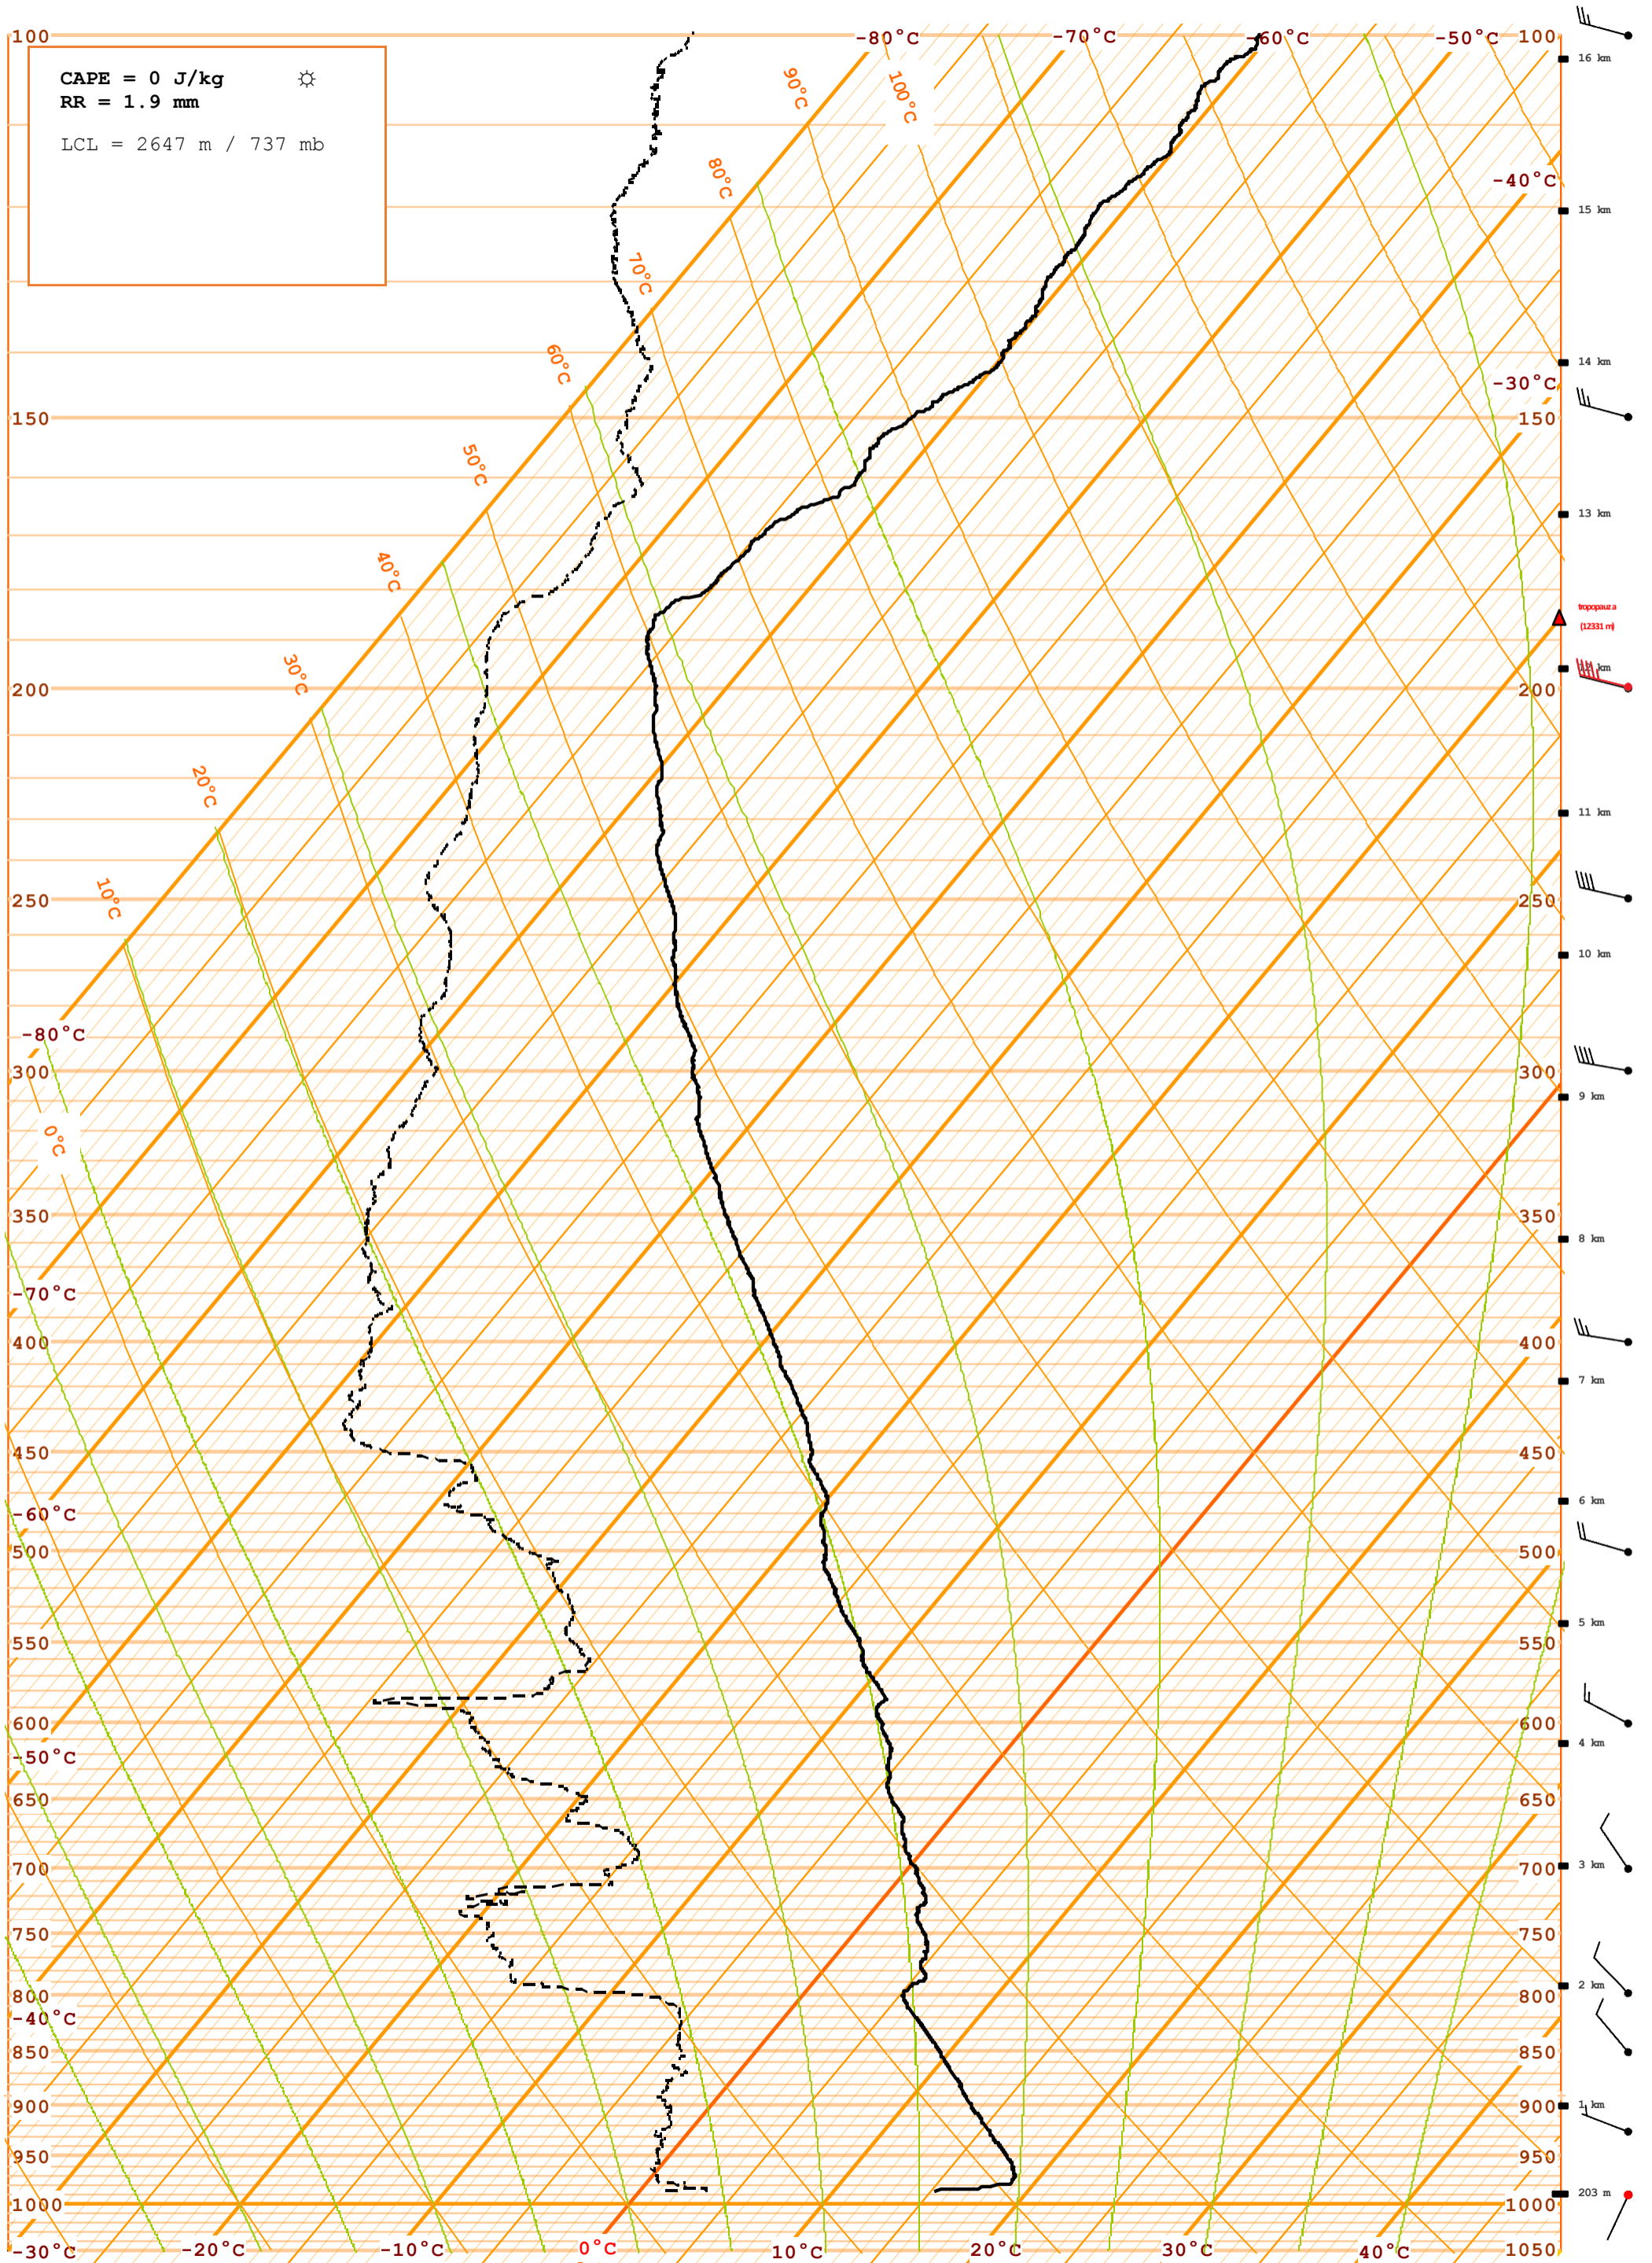 100 -80°C -70°C -60°C -50°C 100
16 km
CAPE = 0 J/kg ☼
RR = 1.9 mm
LCL = 2647 m / 737 mb
90°C 100°C
80°C
-40°C
15 km
70°C
60°C
14 km
-30°C
150 150
50°C
13 km
40°C
tropopauza
(12331 m)
30°C
km
200 200
20°C
11 km
10°C
250 250
10 km
-80°C
300 300
9 km
0°C
350 350
8 km
-70°C
400 400
7 km
450 450
6 km
-60°C
500 500
5 km
550 550
600 600
4 km
-50°C
650 650
700 700
3 km
750 750
2 km
800 800
-40°C
850 850
900 900
1 km
950 950
203 m
1000 1000
-30°C -20°C -10°C 0°C 10°C 20°C 30°C 40°C 1050